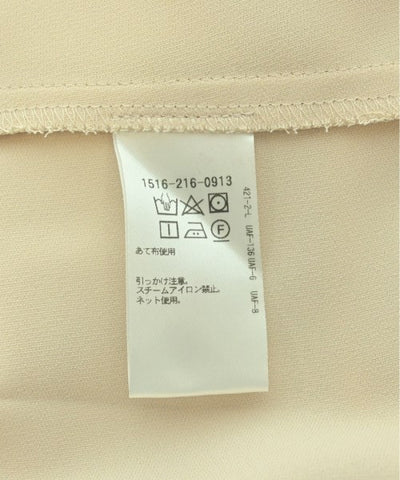 1516-216-0913
あて布使用
引っかけ注意。
スチームアイロン禁止。
ネット使用。
421-2-L UAF-136 UAF-6 UAF-8